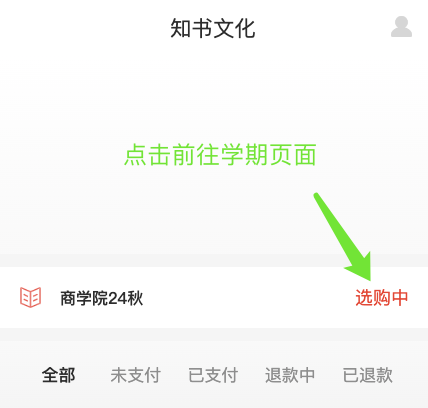 知书文化
点击前往学期页面
商学院24秋 选购中
全部 未支付 已支付 退款中 已退款